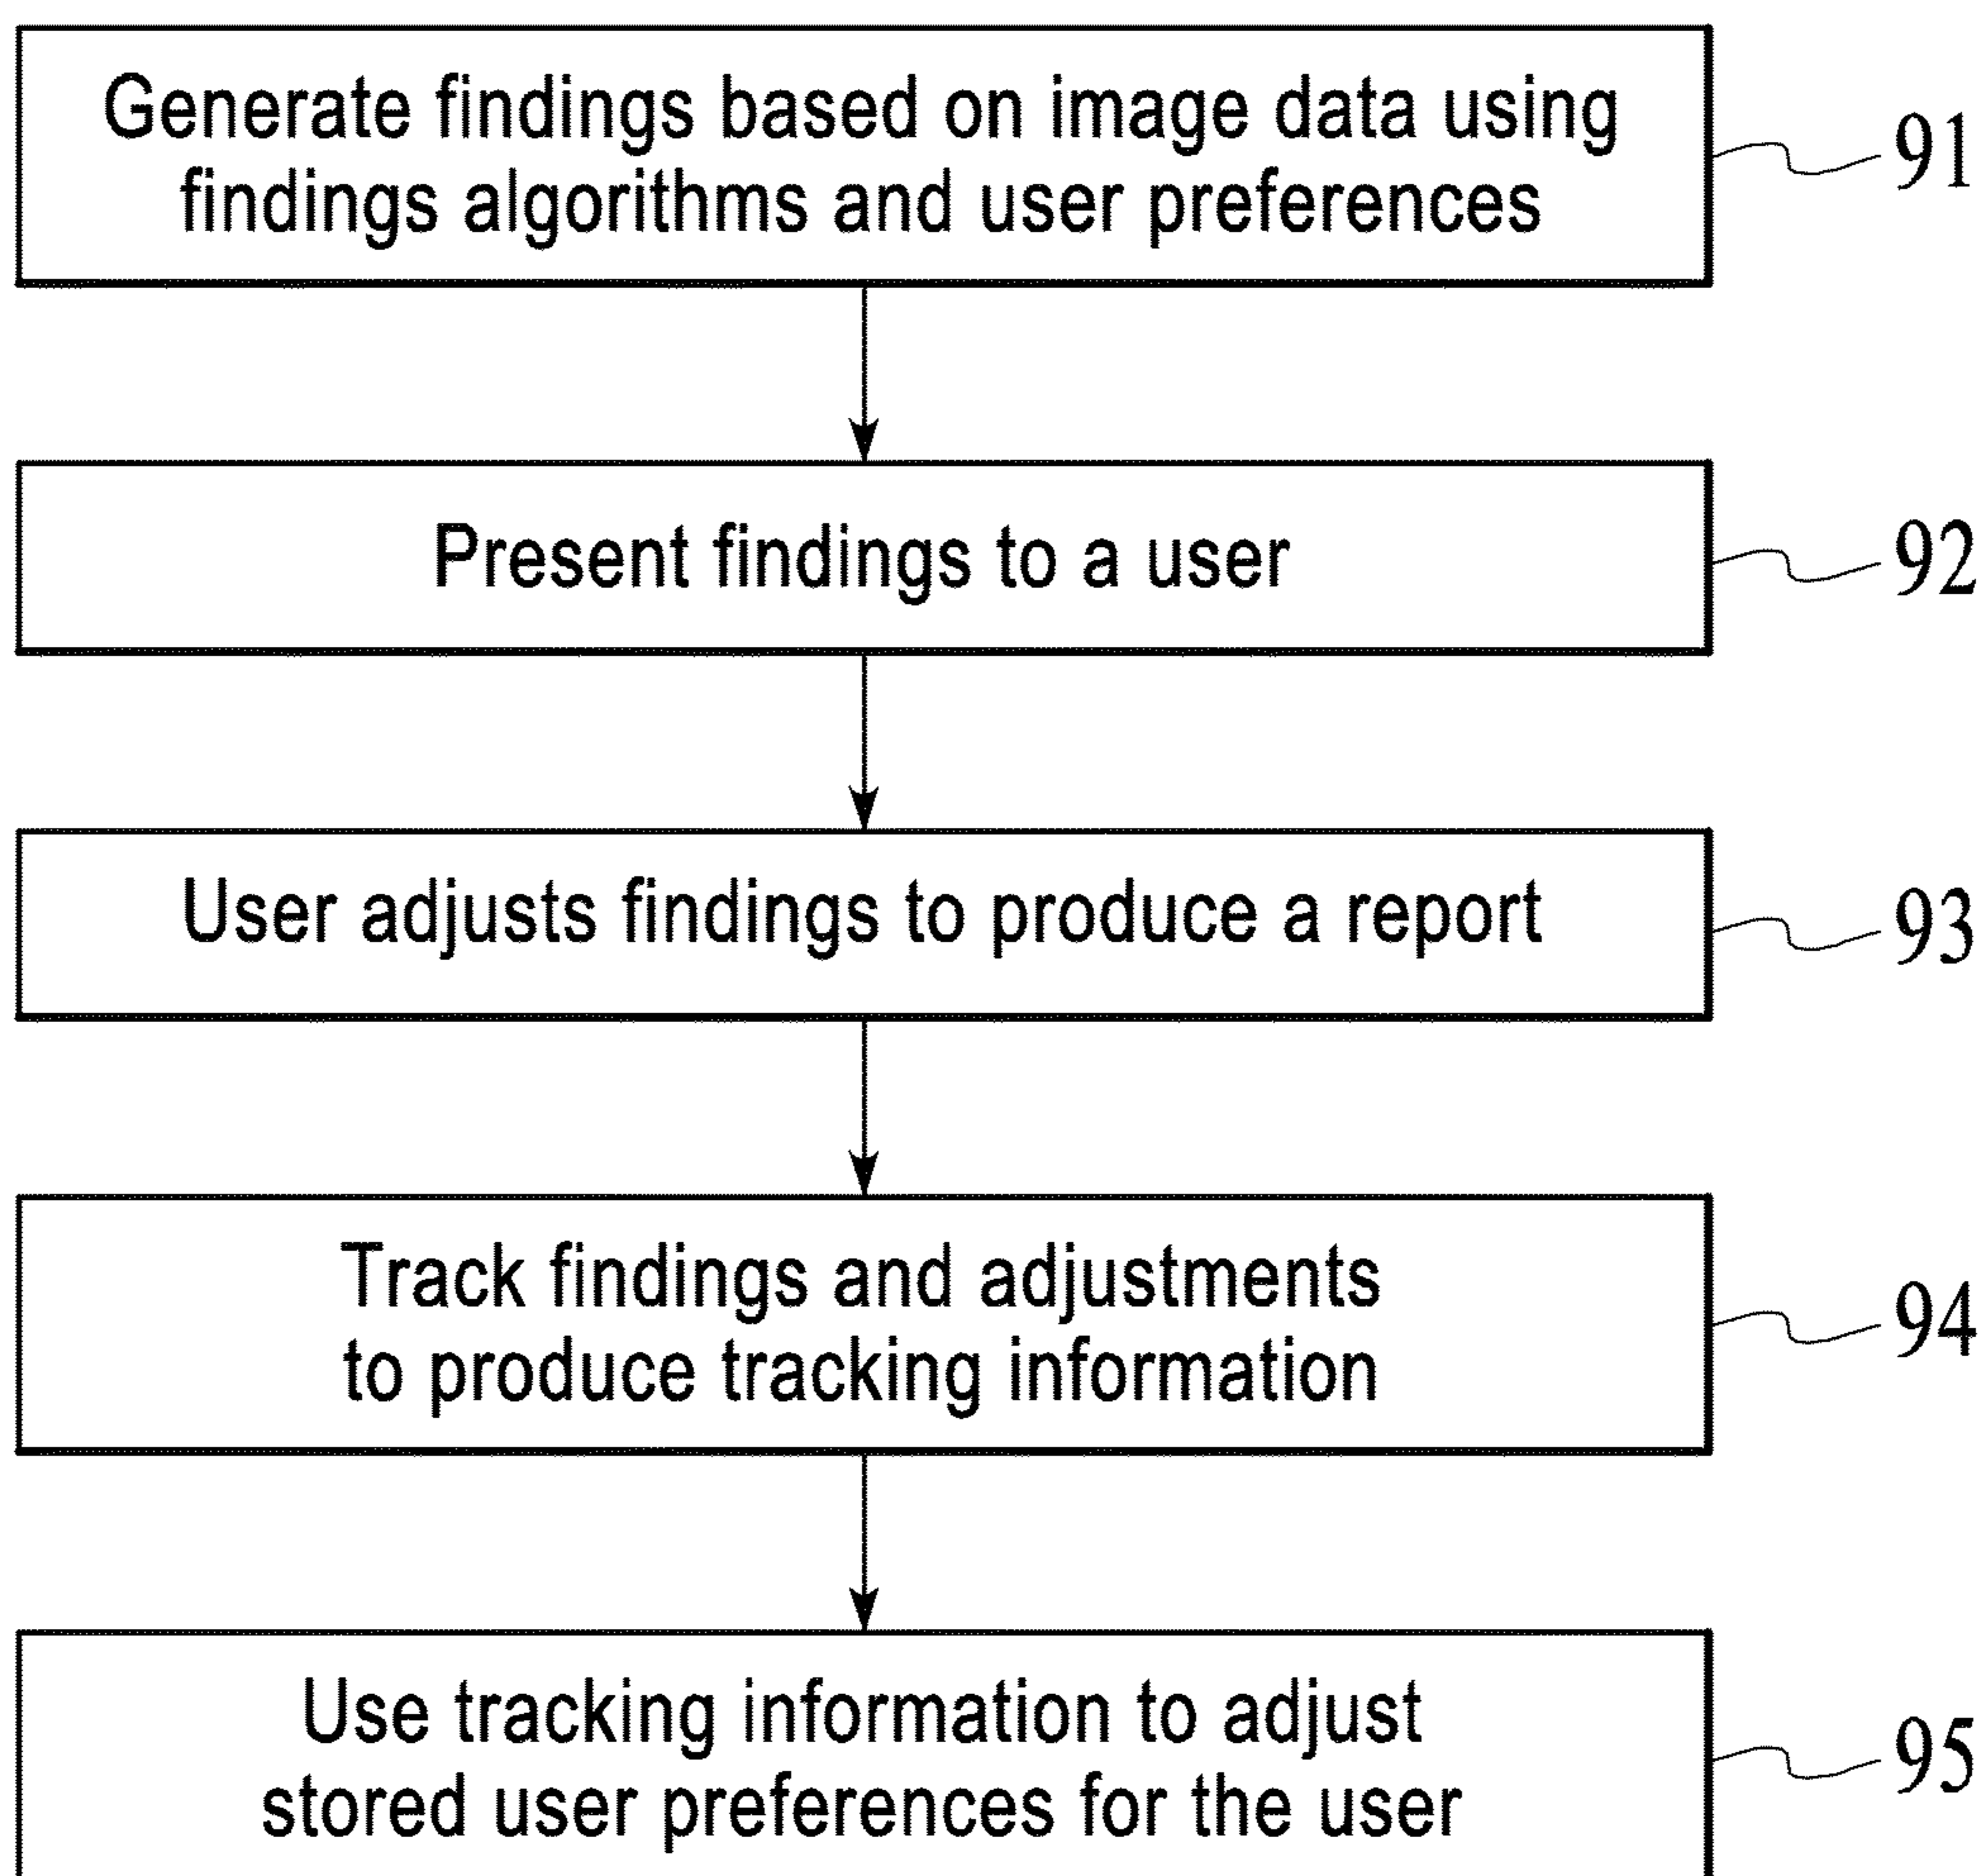 Generate findings based on image data using
findings algorithms and user preferences
91
Present findings to a user
92
User adjusts findings to produce a report
93
Track findings and adjustments
to produce tracking information
94
Use tracking information to adjust
stored user preferences for the user
95